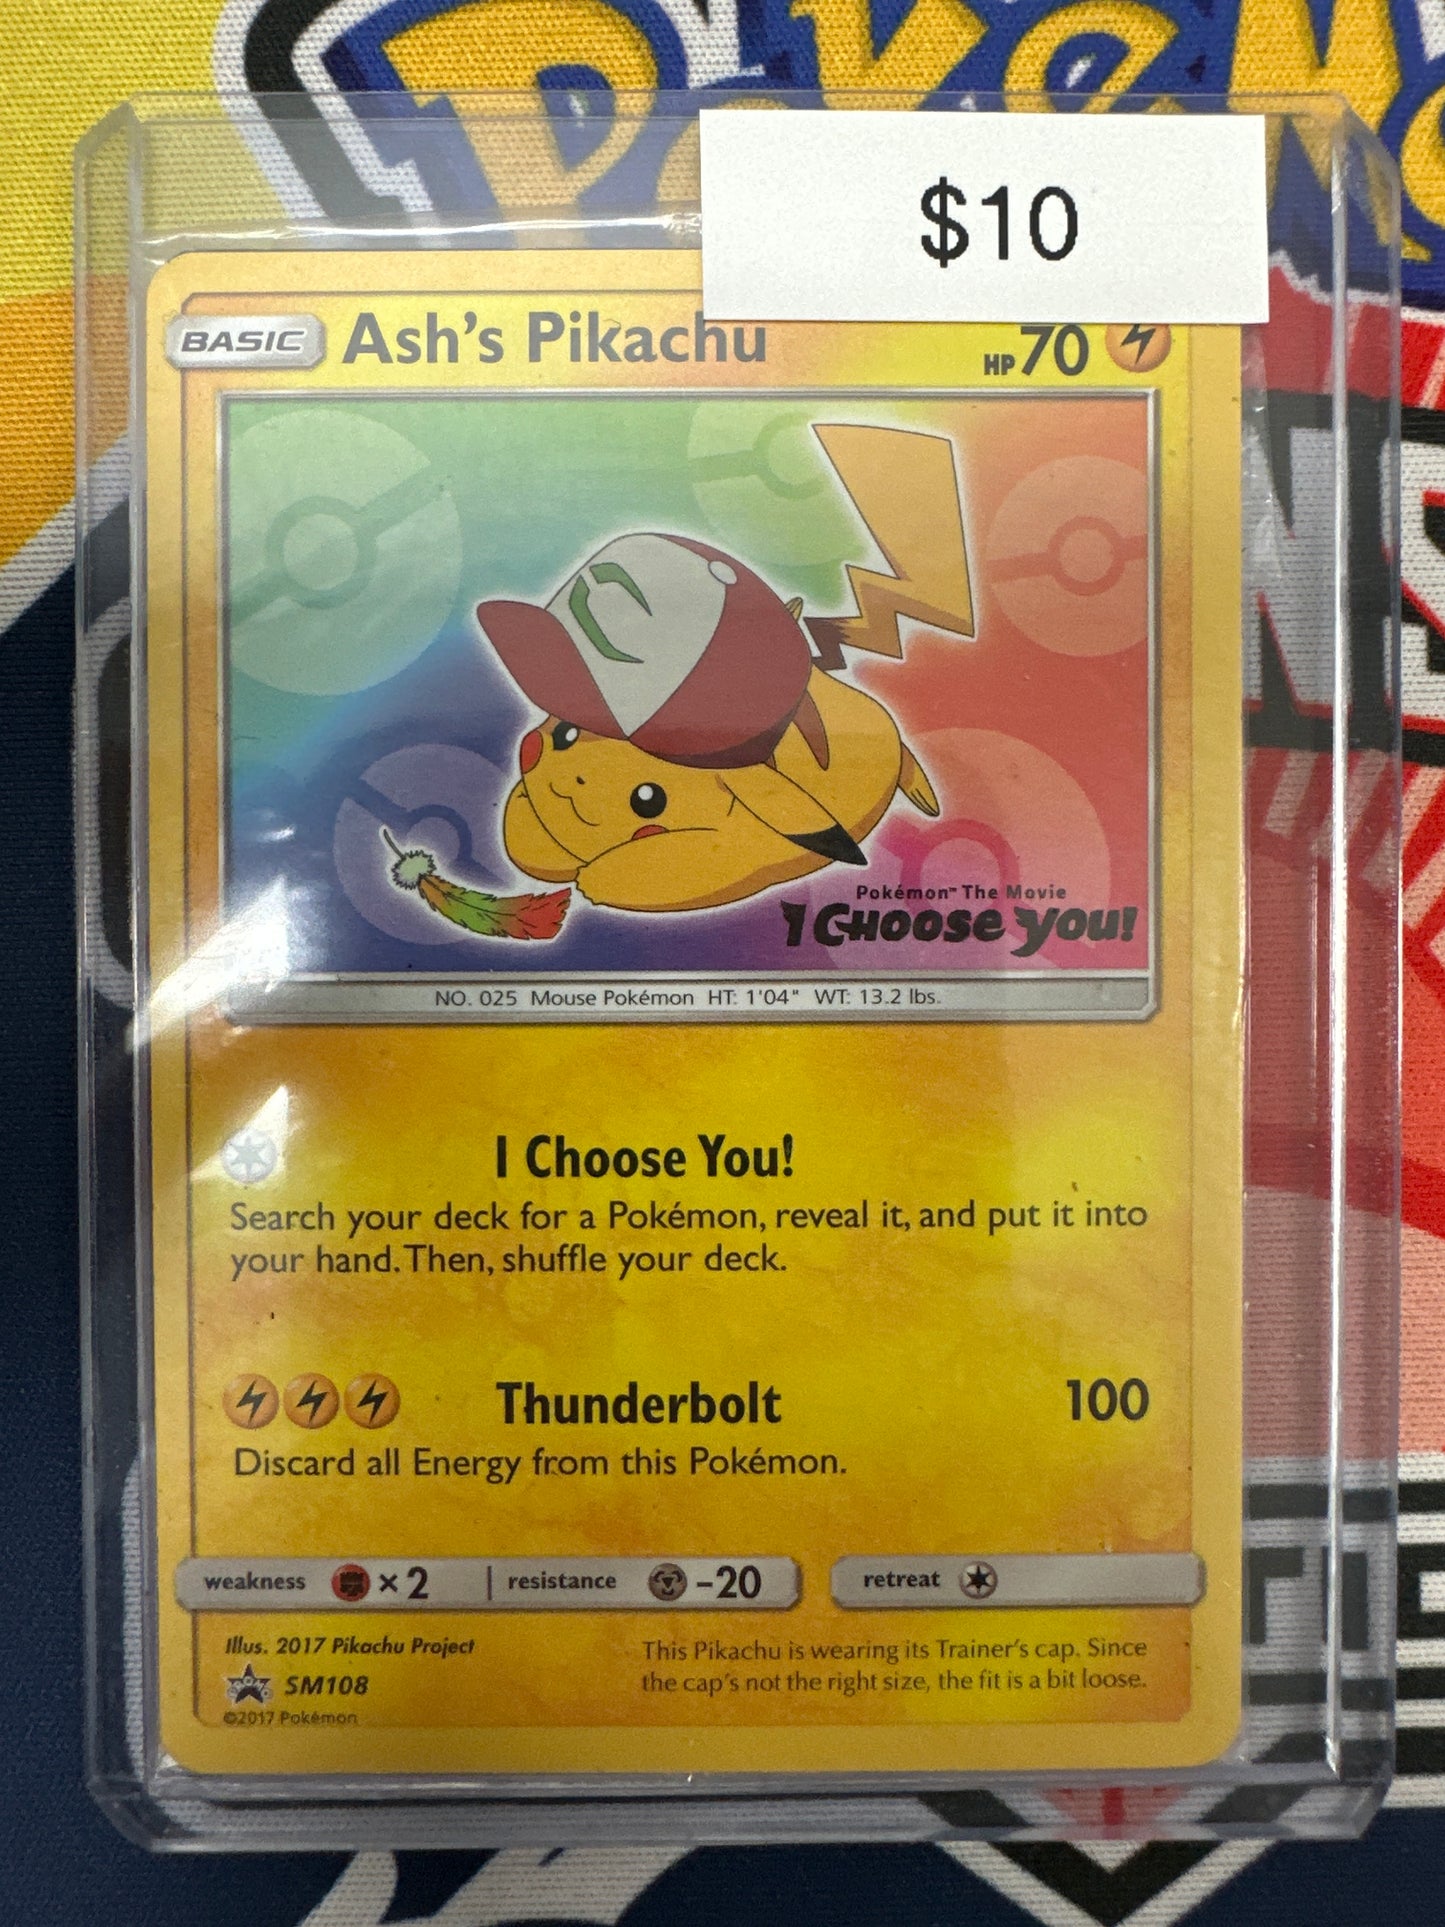 Pokémon
$10
BASIC Ash's Pikachu HP 70
Pokémon™ The Movie
I Choose You!
NO. 025 Mouse Pokémon HT: 1'04" WT: 13.2 lbs.
I Choose You!
Search your deck for a Pokémon, reveal it, and put it into
your hand. Then, shuffle your deck.
Thunderbolt 100
Discard all Energy from this Pokémon.
weakness ×2 resistance -20 retreat
Illus. 2017 Pikachu Project
SM108
©2017 Pokémon
This Pikachu is wearing its Trainer's cap. Since
the cap's not the right size, the fit is a bit loose.